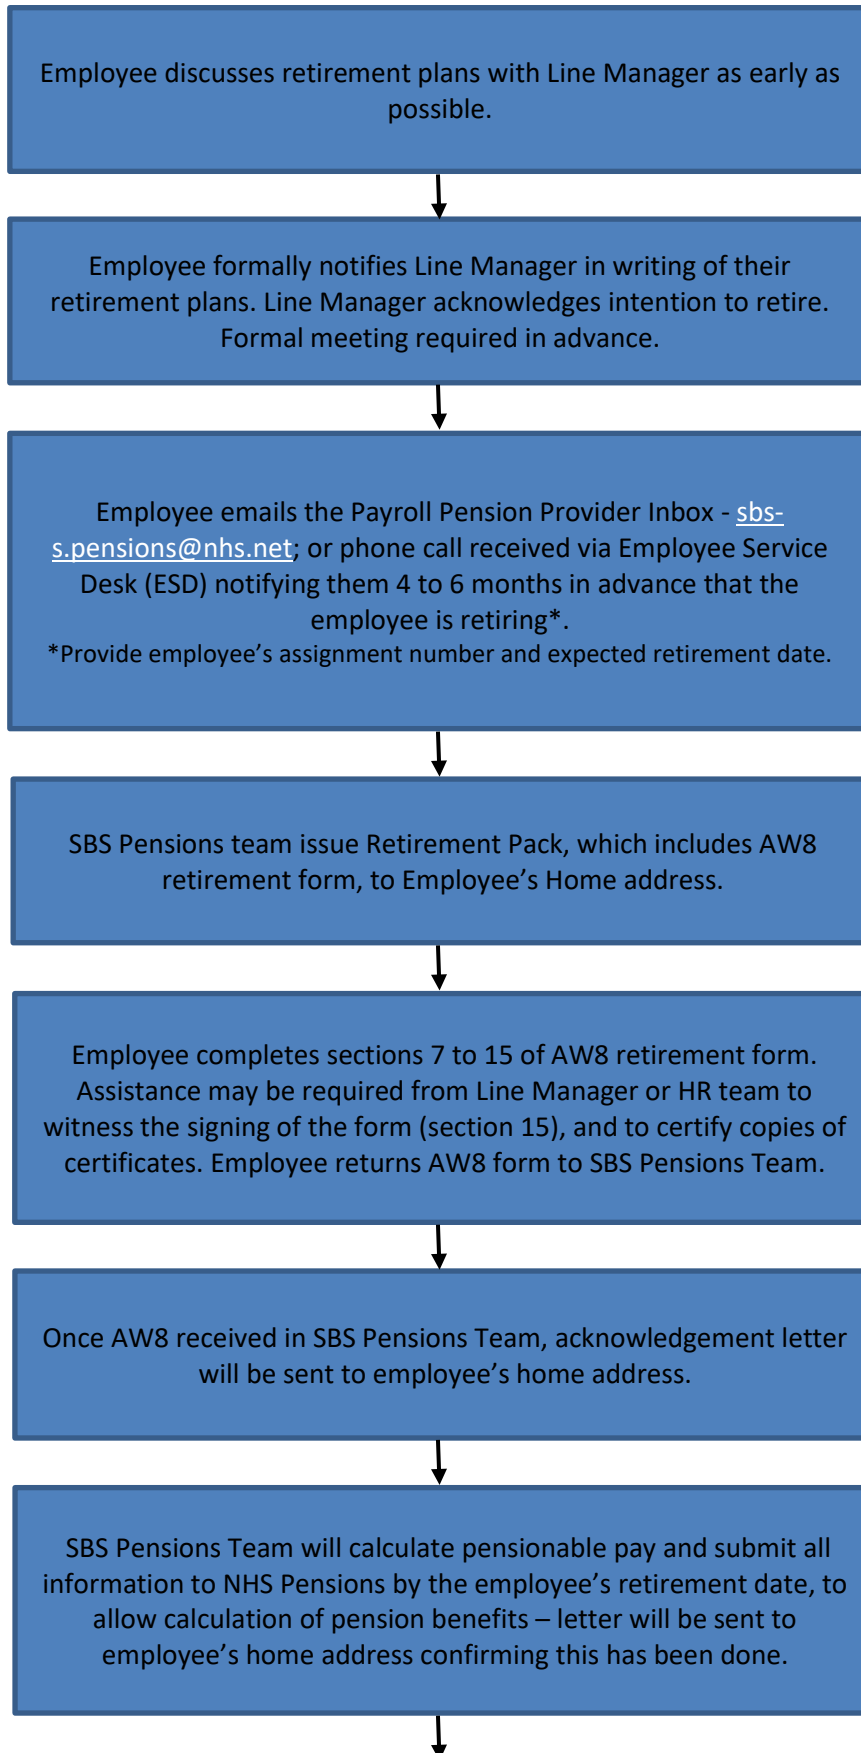 Employee discusses retirement plans with Line Manager as early as
possible.
Employee formally notifies Line Manager in writing of their
retirement plans. Line Manager acknowledges intention to retire.
Formal meeting required in advance.
Employee emails the Payroll Pension Provider Inbox - sbs-
s.pensions@nhs.net; or phone call received via Employee Service
Desk (ESD) notifying them 4 to 6 months in advance that the
employee is retiring*.
*Provide employee’s assignment number and expected retirement date.
SBS Pensions team issue Retirement Pack, which includes AW8
retirement form, to Employee’s Home address.
Employee completes sections 7 to 15 of AW8 retirement form.
Assistance may be required from Line Manager or HR team to
witness the signing of the form (section 15), and to certify copies of
certificates. Employee returns AW8 form to SBS Pensions Team.
Once AW8 received in SBS Pensions Team, acknowledgement letter
will be sent to employee’s home address.
SBS Pensions Team will calculate pensionable pay and submit all
information to NHS Pensions by the employee’s retirement date, to
allow calculation of pension benefits – letter will be sent to
employee’s home address confirming this has been done.